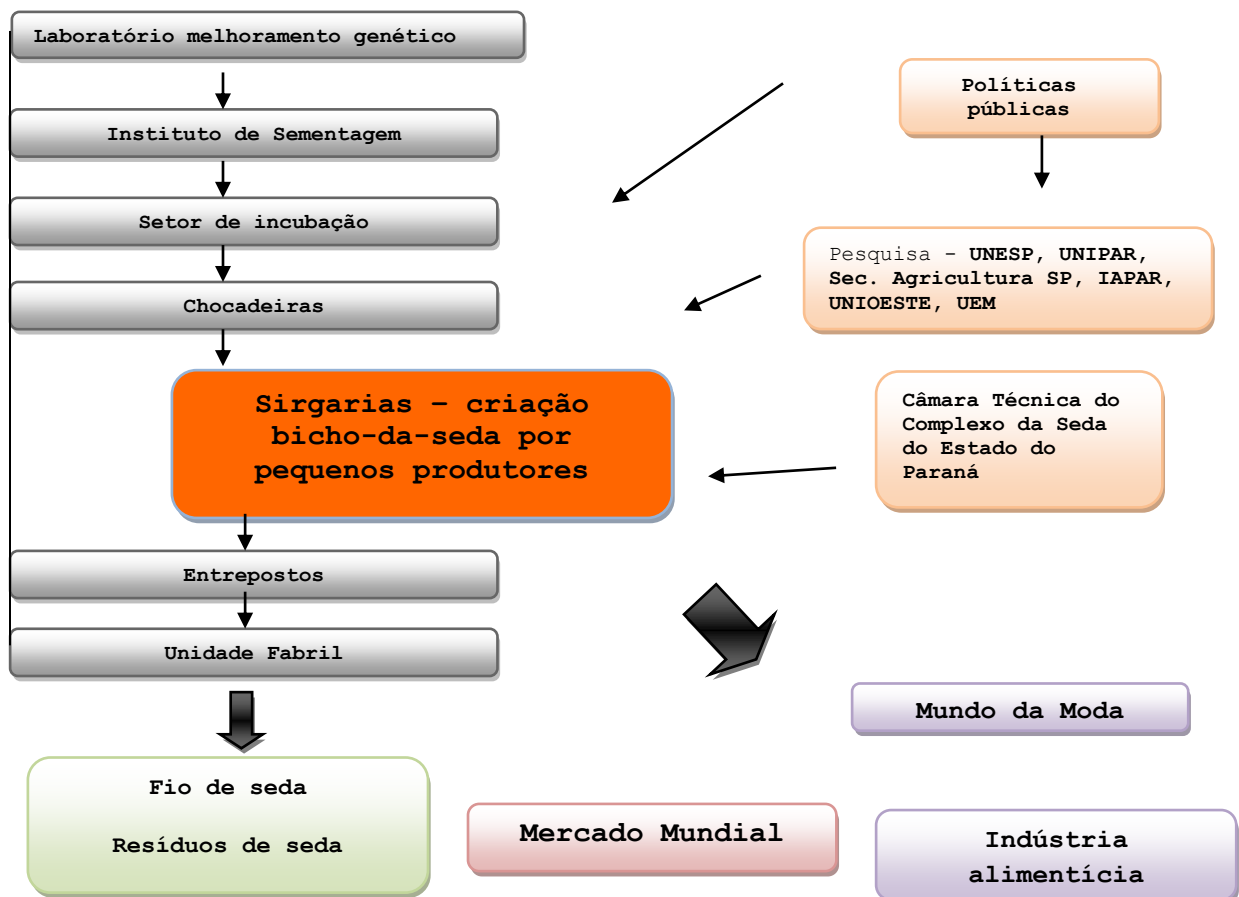 Laboratório melhoramento genético
Instituto de Sementagem
Setor de incubação
Chocadeiras
Sirgarias – criação
bicho-da-seda por
pequenos produtores
Entrepostos
Unidade Fabril
Fio de seda
Resíduos de seda
Políticas
públicas
Pesquisa - UNESP, UNIPAR,
Sec. Agricultura SP, IAPAR,
UNIOESTE, UEM
Câmara Técnica do
Complexo da Seda
do Estado do
Paraná
Mundo da Moda
Mercado Mundial
Indústria
alimentícia